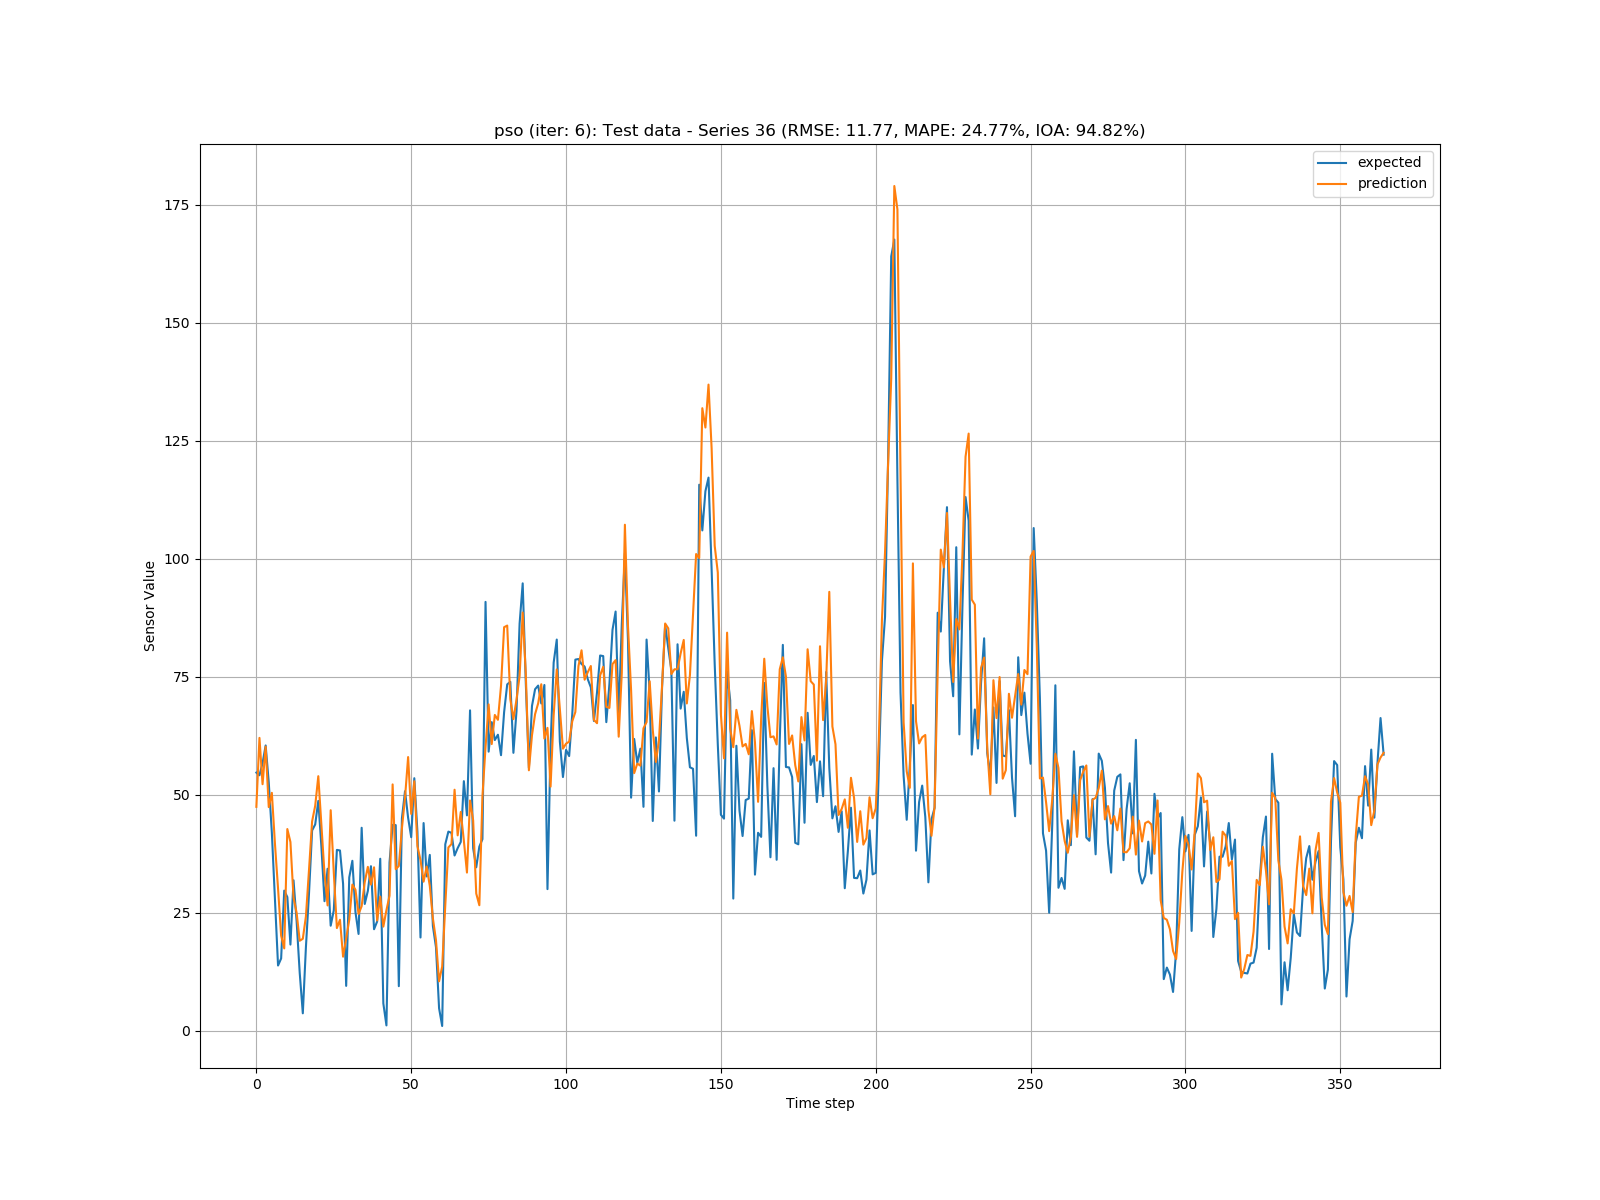 pso (iter: 6): Test data - Series 36 (RMSE: 11.77, MAPE: 24.77%, IOA: 94.82%)
expected
prediction
175
150
125
100
75
50
25
0
Sensor Value
0 50 100 150 200 250 300 350
Time step